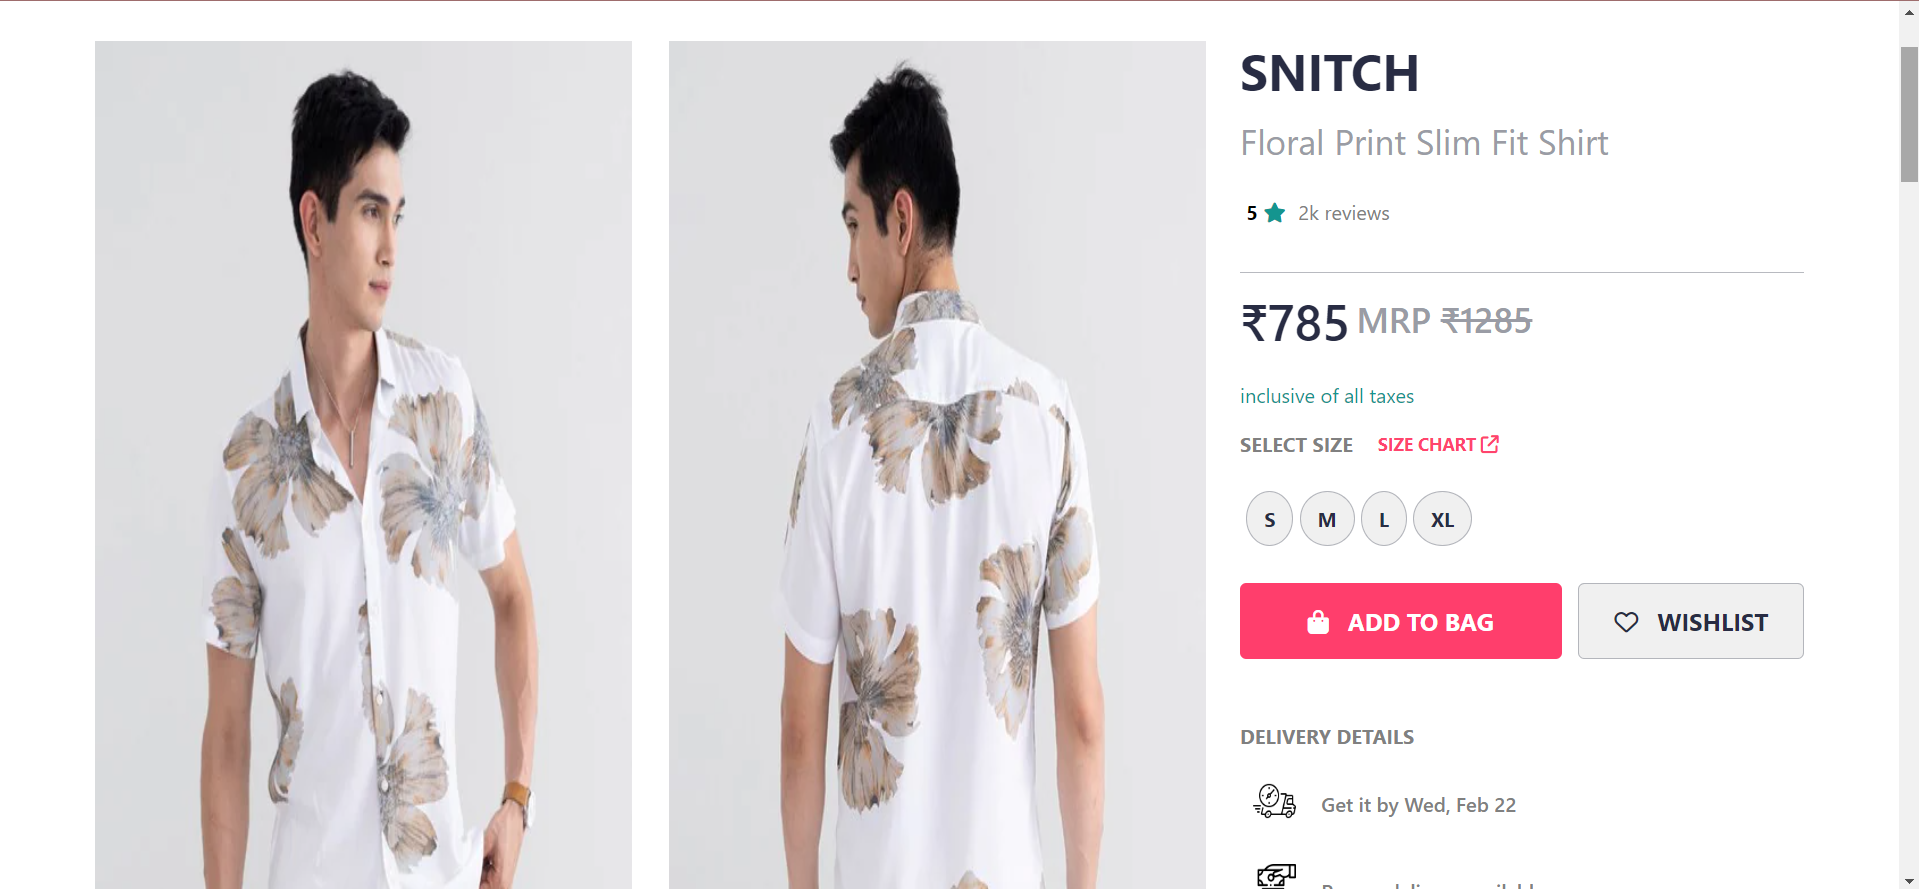 SNITCH
Floral Print Slim Fit Shirt
5 2k reviews
₹785 MRP ₹1285
inclusive of all taxes
SELECT SIZE SIZE CHART
S M L XL
ADD TO BAG WISHLIST
DELIVERY DETAILS
Get it by Wed, Feb 22